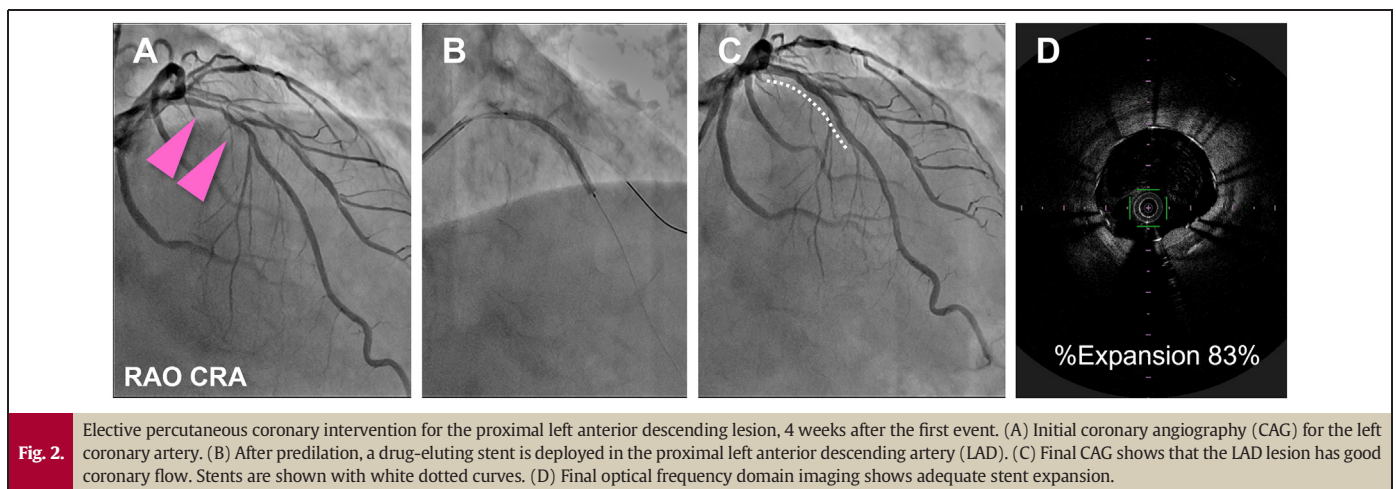 A
B
C
D
RAO CRA
%Expansion 83%
Fig. 2.
Elective percutaneous coronary intervention for the proximal left anterior descending lesion, 4 weeks after the first event. (A) Initial coronary angiography (CAG) for the left
coronary artery. (B) After predilation, a drug-eluting stent is deployed in the proximal left anterior descending artery (LAD). (C) Final CAG shows that the LAD lesion has good
coronary flow. Stents are shown with white dotted curves. (D) Final optical frequency domain imaging shows adequate stent expansion.